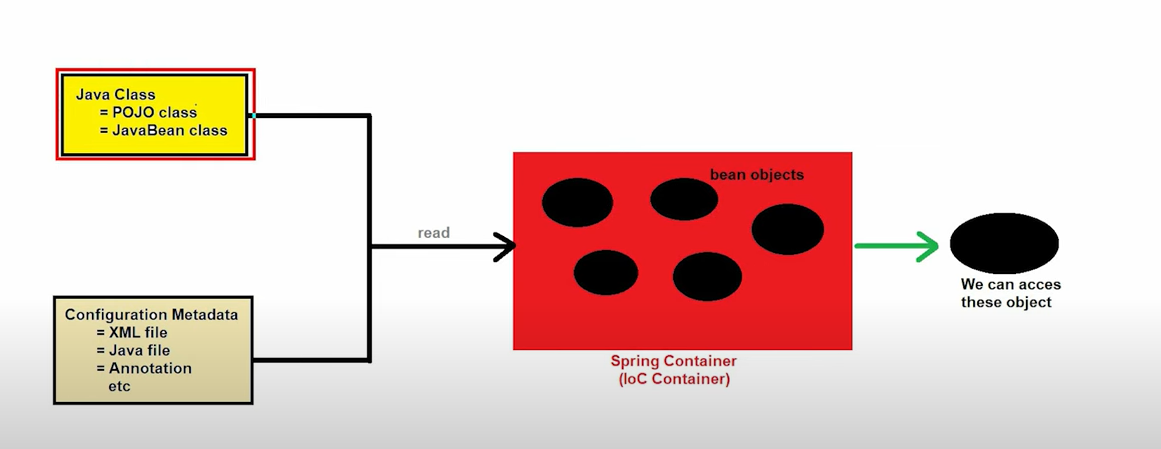 Java Class
= POJO class
= JavaBean class
read
Configuration Metadata
= XML file
= Java file
= Annotation
etc
bean objects
Spring Container
(IoC Container)
We can acces
these object